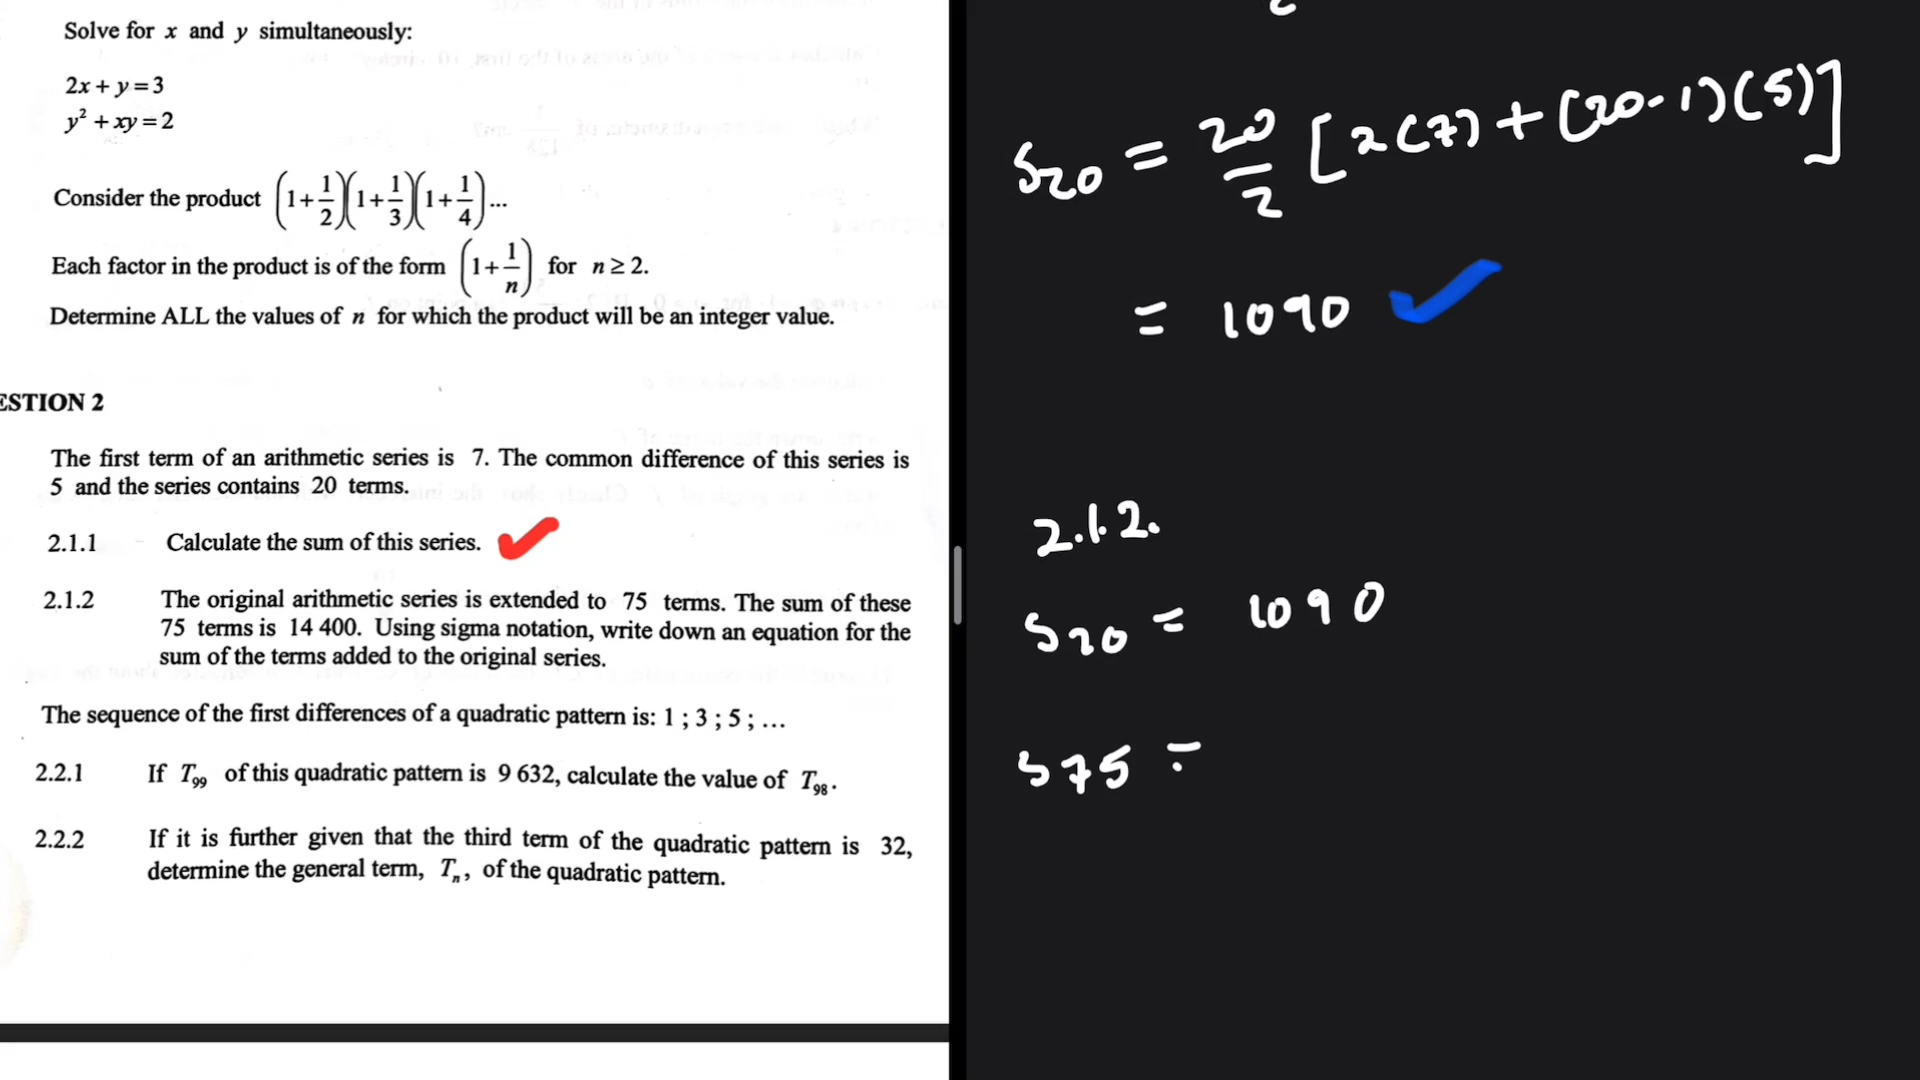 Solve for x and y simultaneously:
2x + y = 3
y² + xy = 2
Consider the product (1+1/2)(1+1/3)(1+1/4)...
Each factor in the product is of the form (1+1/n) for n ≥ 2.
Determine ALL the values of n for which the product will be an integer value.
ESTION 2
The first term of an arithmetic series is 7. The common difference of this series is
5 and the series contains 20 terms.
2.1.1 Calculate the sum of this series.
2.1.2 The original arithmetic series is extended to 75 terms. The sum of these
75 terms is 14 400. Using sigma notation, write down an equation for the
sum of the terms added to the original series.
The sequence of the first differences of a quadratic pattern is: 1 ; 3 ; 5 ; …
2.2.1 If T₉₉ of this quadratic pattern is 9 632, calculate the value of T₉₈.
2.2.2 If it is further given that the third term of the quadratic pattern is 32,
determine the general term, Tₙ, of the quadratic pattern.
S20 = 20/2 [2(7) + (20-1)(5)]
= 1090
2.1.2.
S20 = 1090
S75 =